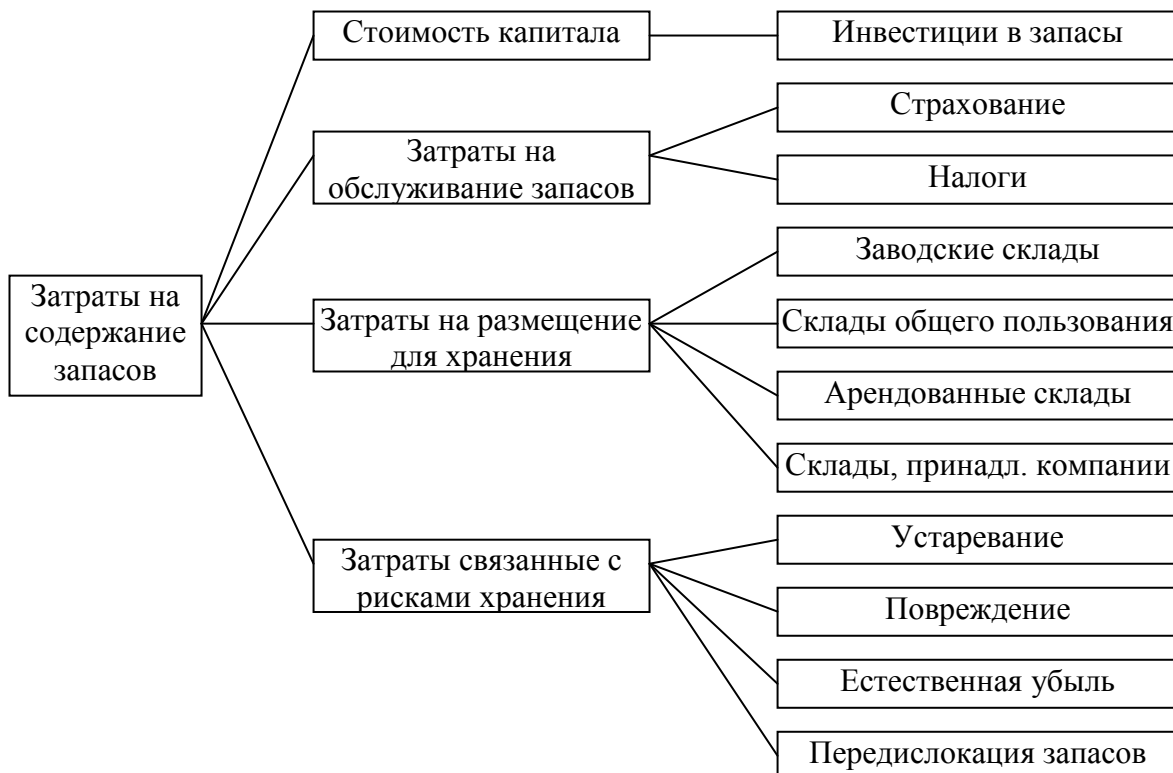 Стоимость капитала
Инвестиции в запасы
Страхование
Затраты на
обслуживание запасов
Налоги
Заводские склады
Затраты на
содержание
запасов
Затраты на размещение
для хранения
Склады общего пользования
Арендованные склады
Склады, принадл. компании
Устаревание
Затраты связанные с
рисками хранения
Повреждение
Естественная убыль
Передислокация запасов